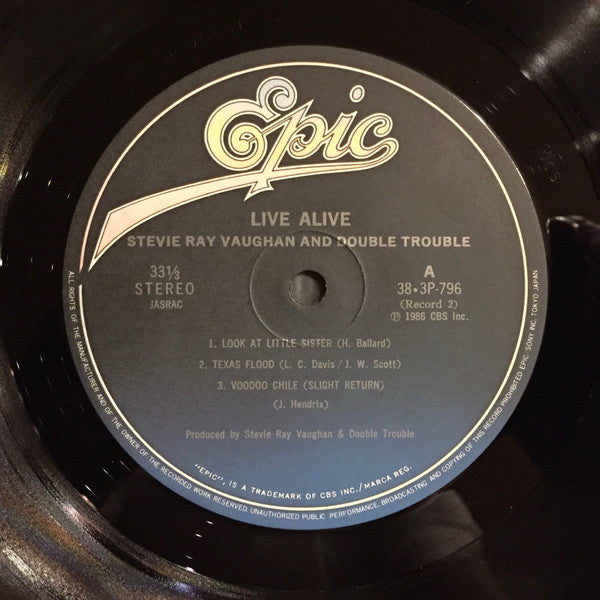 Epic
LIVE ALIVE
STEVIE RAY VAUGHAN AND DOUBLE TROUBLE
33⅓
STEREO
JASRAC
A
38・3P-796
(Record 2)
Ⓟ 1986 CBS Inc.
1. LOOK AT LITTLE SISTER (H. Ballard)
2. TEXAS FLOOD (L. C. Davis/J. W. Scott)
3. VOODOO CHILE (SLIGHT RETURN)
(J. Hendrix)
Produced by Stevie Ray Vaughan & Double Trouble
"EPIC", IS A TRADEMARK OF CBS INC./MARCA REG.
ALL RIGHTS OF THE MANUFACTURER AND OF THE OWNER OF THE RECORDED WORK RESERVED. UNAUTHORIZED PUBLIC PERFORMANCE, BROADCASTING AND COPYING OF THIS RECORD PROHIBITED EPIC/SONY INC. TOKYO JAPAN